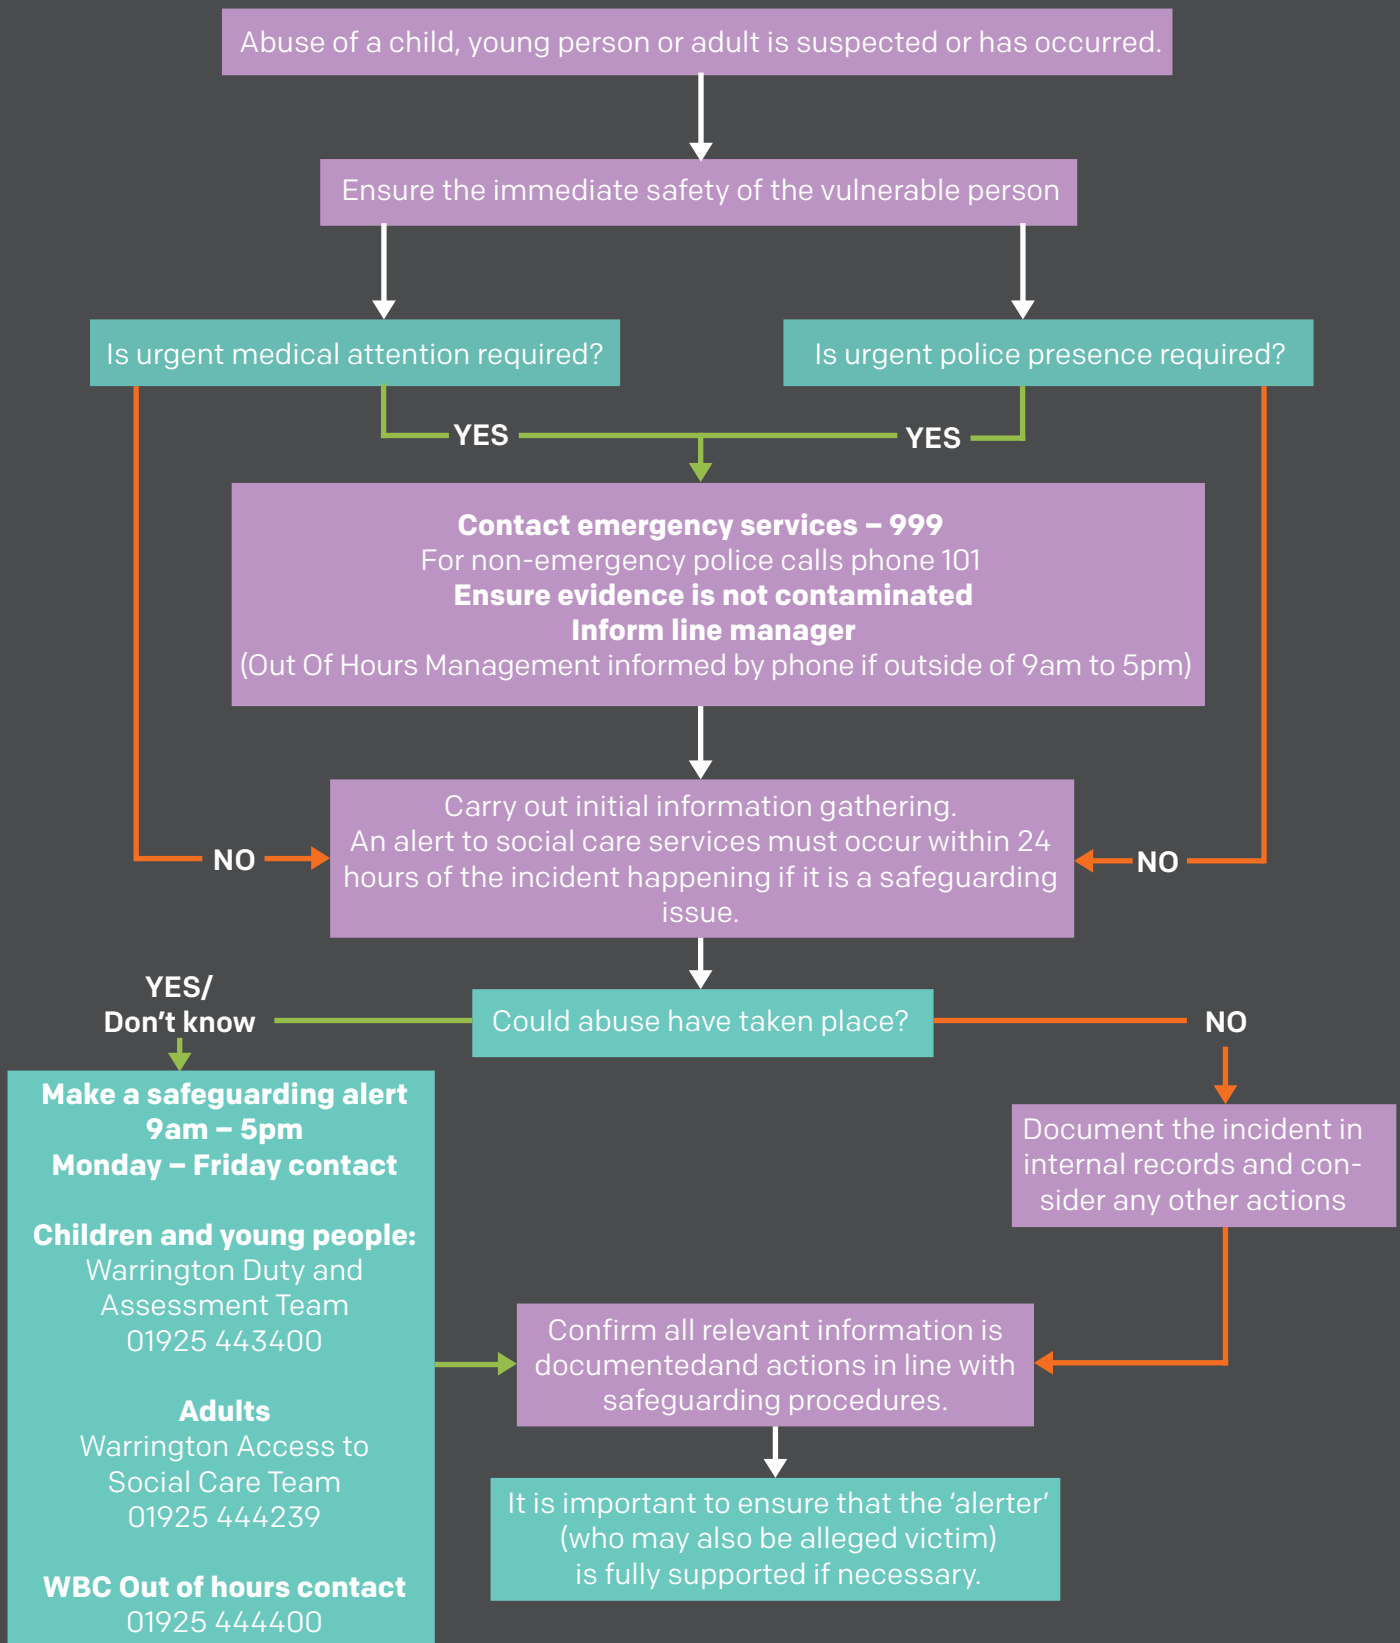 Abuse of a child, young person or adult is suspected or has occurred.
Ensure the immediate safety of the vulnerable person
Is urgent medical attention required?
Is urgent police presence required?
YES
YES
Contact emergency services – 999
For non-emergency police calls phone 101
Ensure evidence is not contaminated
Inform line manager
(Out Of Hours Management informed by phone if outside of 9am to 5pm)
Carry out initial information gathering.
An alert to social care services must occur within 24
hours of the incident happening if it is a safeguarding
issue.
NO
NO
YES/
Don’t know
Could abuse have taken place?
NO
Make a safeguarding alert
9am – 5pm
Monday – Friday contact
Children and young people:
Warrington Duty and
Assessment Team
01925 443400
Adults
Warrington Access to
Social Care Team
01925 444239
WBC Out of hours contact
01925 444400
Document the incident in
internal records and con-
sider any other actions
Confirm all relevant information is
documentedand actions in line with
safeguarding procedures.
It is important to ensure that the ‘alerter’
(who may also be alleged victim)
is fully supported if necessary.